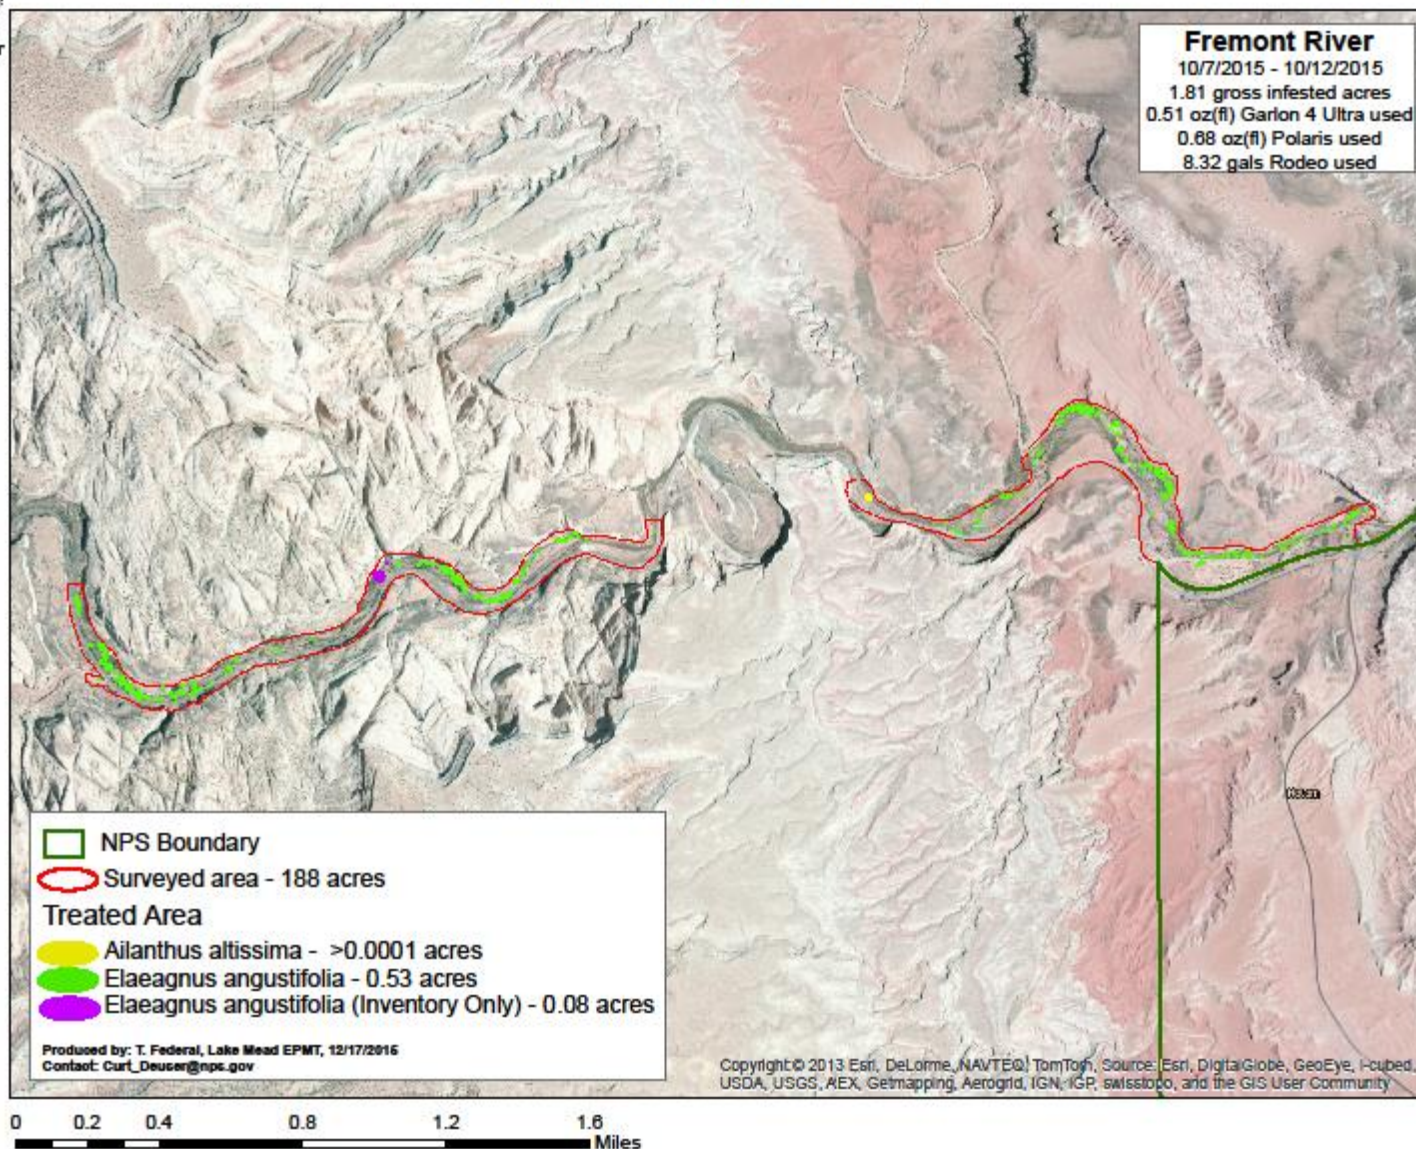 Fremont River
10/7/2015 - 10/12/2015
1.81 gross infested acres
0.51 oz(fl) Garlon 4 Ultra used
0.68 oz(fl) Polaris used
8.32 gals Rodeo used
NPS Boundary
Surveyed area - 188 acres
Treated Area
Ailanthus altissima -  >0.0001 acres
Elaeagnus angustifolia - 0.53 acres
Elaeagnus angustifolia (Inventory Only) - 0.08 acres
Produced by: T. Federal, Lake Mead EPMT, 12/17/2015
Contact: Curt_Deuser@nps.gov
Copyright:© 2013 Esri, DeLorme, NAVTEQ, TomTom, Source: Esri, DigitalGlobe, GeoEye, i-cubed,
USDA, USGS, AEX, Getmapping, Aerogrid, IGN, IGP, swisstopo, and the GIS User Community
0 0.2 0.4 0.8 1.2 1.6
Miles